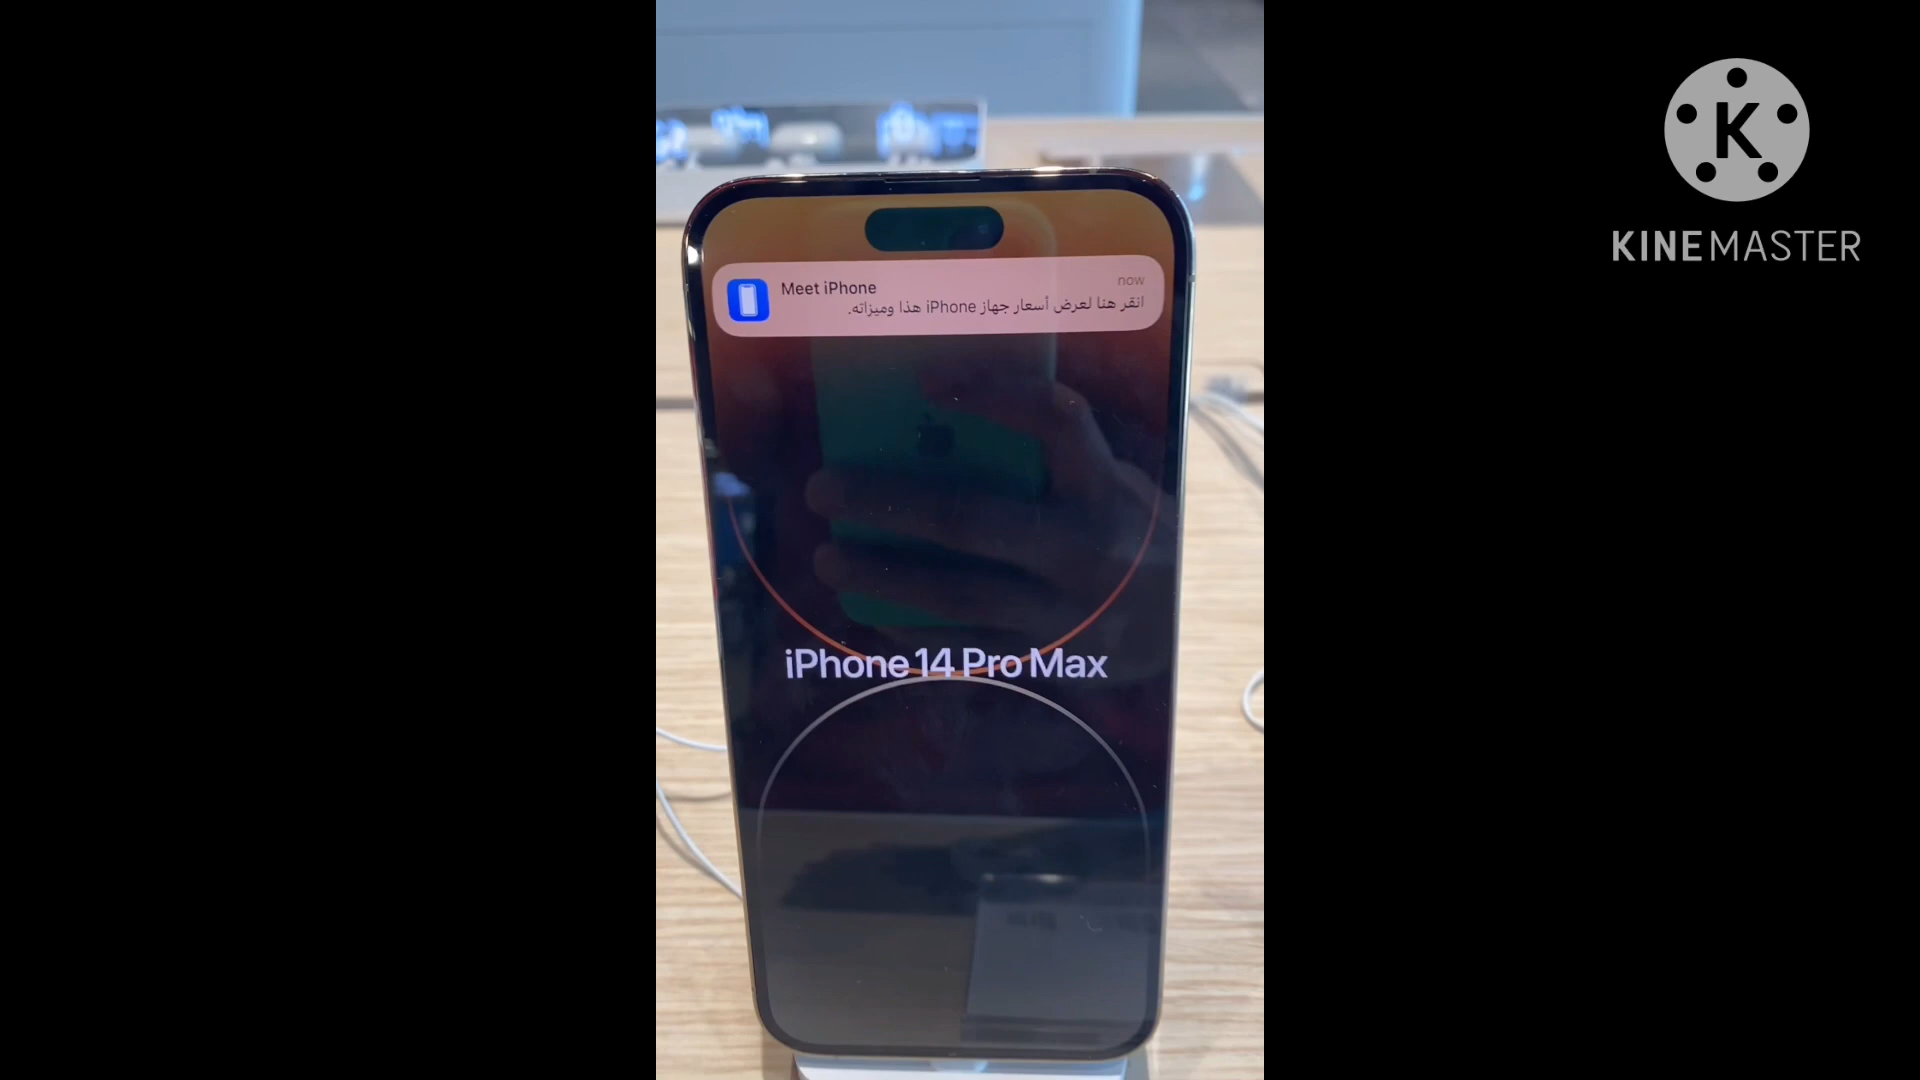 Meet iPhone
now
انقر هنا لعرض أسعار جهاز iPhone هذا وميزاته.
iPhone 14 Pro Max
K
KINEMASTER